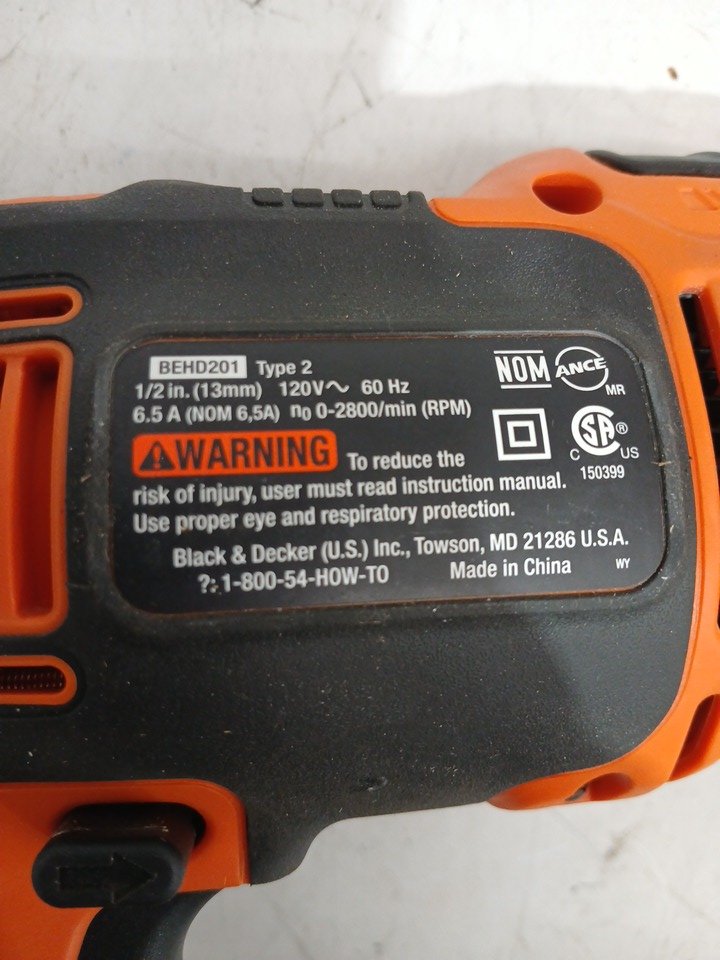 BEHD201 Type 2
1/2 in. (13mm) 120V～ 60 Hz
6.5 A (NOM 6,5A) n₀ 0-2800/min (RPM)
NOM ANCE
MR
CSA ®
C US
150399
⚠WARNING To reduce the
risk of injury, user must read instruction manual.
Use proper eye and respiratory protection.
Black & Decker (U.S.) Inc., Towson, MD 21286 U.S.A.
?: 1-800-54-HOW-TO Made in China WY